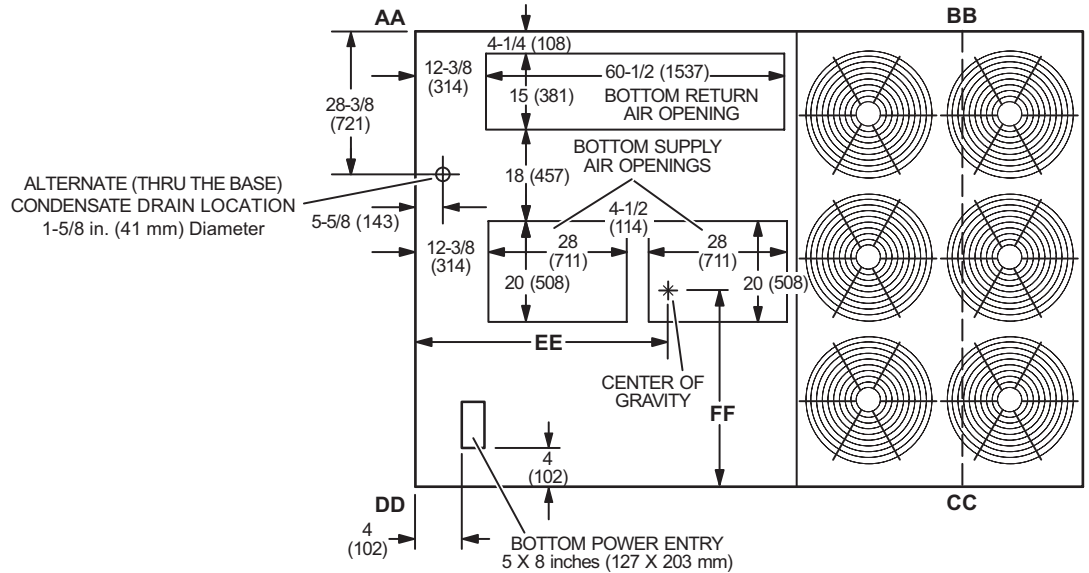 AA
BB
4-1/4 (108)
12-3/8
(314)
60-1/2 (1537)
28-3/8
(721)
15 (381)
BOTTOM RETURN
AIR OPENING
BOTTOM SUPPLY
AIR OPENINGS
18 (457)
ALTERNATE (THRU THE BASE)
CONDENSATE DRAIN LOCATION
1-5/8 in. (41 mm) Diameter
5-5/8 (143)
4-1/2
(114)
12-3/8
(314)
28
(711)
28
(711)
20 (508)
20 (508)
EE
CENTER OF
GRAVITY
FF
4
(102)
DD
CC
4
(102)
BOTTOM POWER ENTRY
5 X 8 inches (127 X 203 mm)